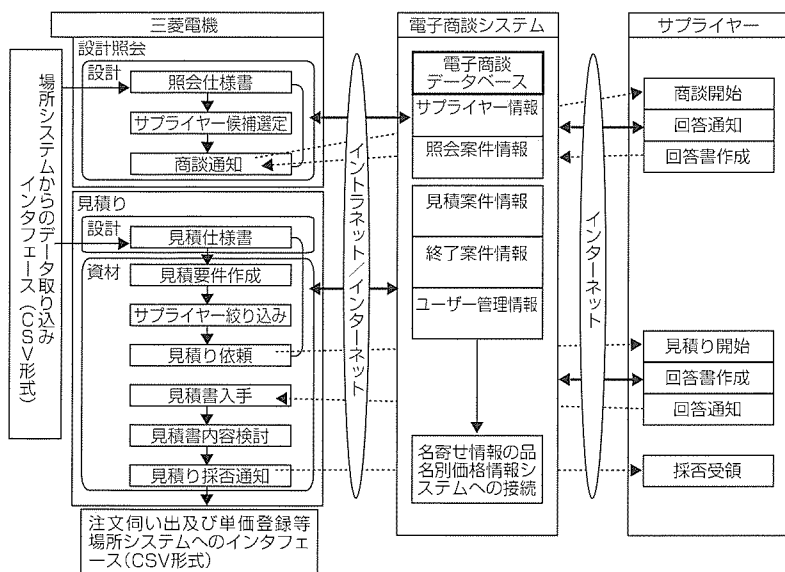 三菱電機
電子商談システム
サプライヤー
場所システムからのデータ取り込み
インタフェース(CSV形式)
設計照会
設計
照会仕様書
サプライヤー候補選定
商談通知
見積り
設計
見積仕様書
資材
見積要件作成
サプライヤー絞り込み
見積り依頼
見積書入手
見積書内容検討
見積り採否通知
注文伺い出及び単価登録等
場所システムへのインタフェ
ース(CSV形式)
イントラネット/インターネット
電子商談
データベース
サプライヤー情報
照会案件情報
見積案件情報
終了案件情報
ユーザー管理情報
名寄せ情報の品
名別価格情報シ
ステムへの接続
インターネット
商談開始
回答通知
回答書作成
見積り開始
回答書作成
回答通知
採否受領